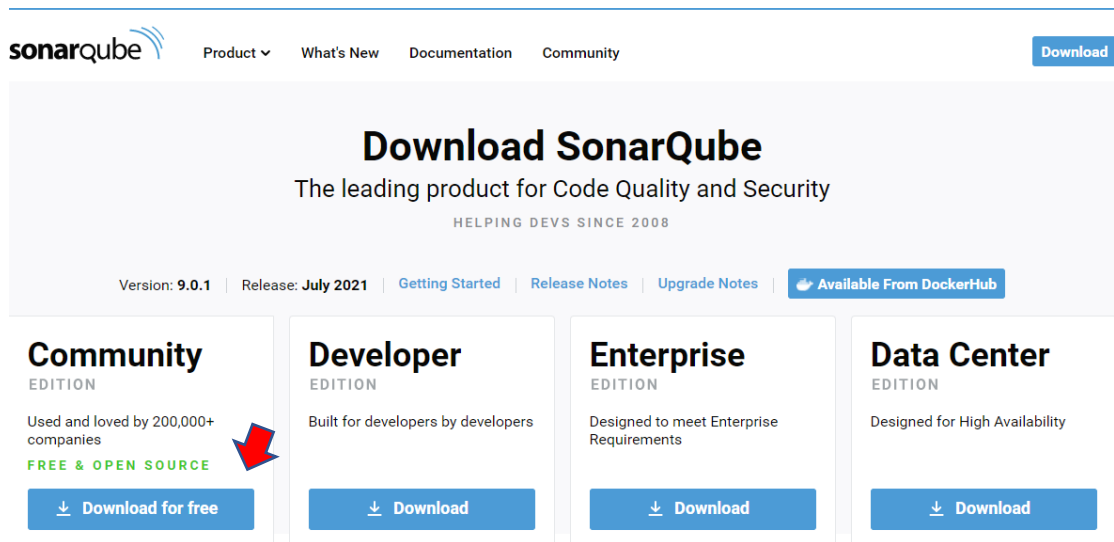 sonarqube
Product What's New Documentation Community Download
Download SonarQube
The leading product for Code Quality and Security
HELPING DEVS SINCE 2008
Version: 9.0.1 Release: July 2021 Getting Started Release Notes Upgrade Notes Available From DockerHub
Community
EDITION
Used and loved by 200,000+
companies
FREE & OPEN SOURCE
Download for free
Developer
EDITION
Built for developers by developers
Download
Enterprise
EDITION
Designed to meet Enterprise
Requirements
Download
Data Center
EDITION
Designed for High Availability
Download